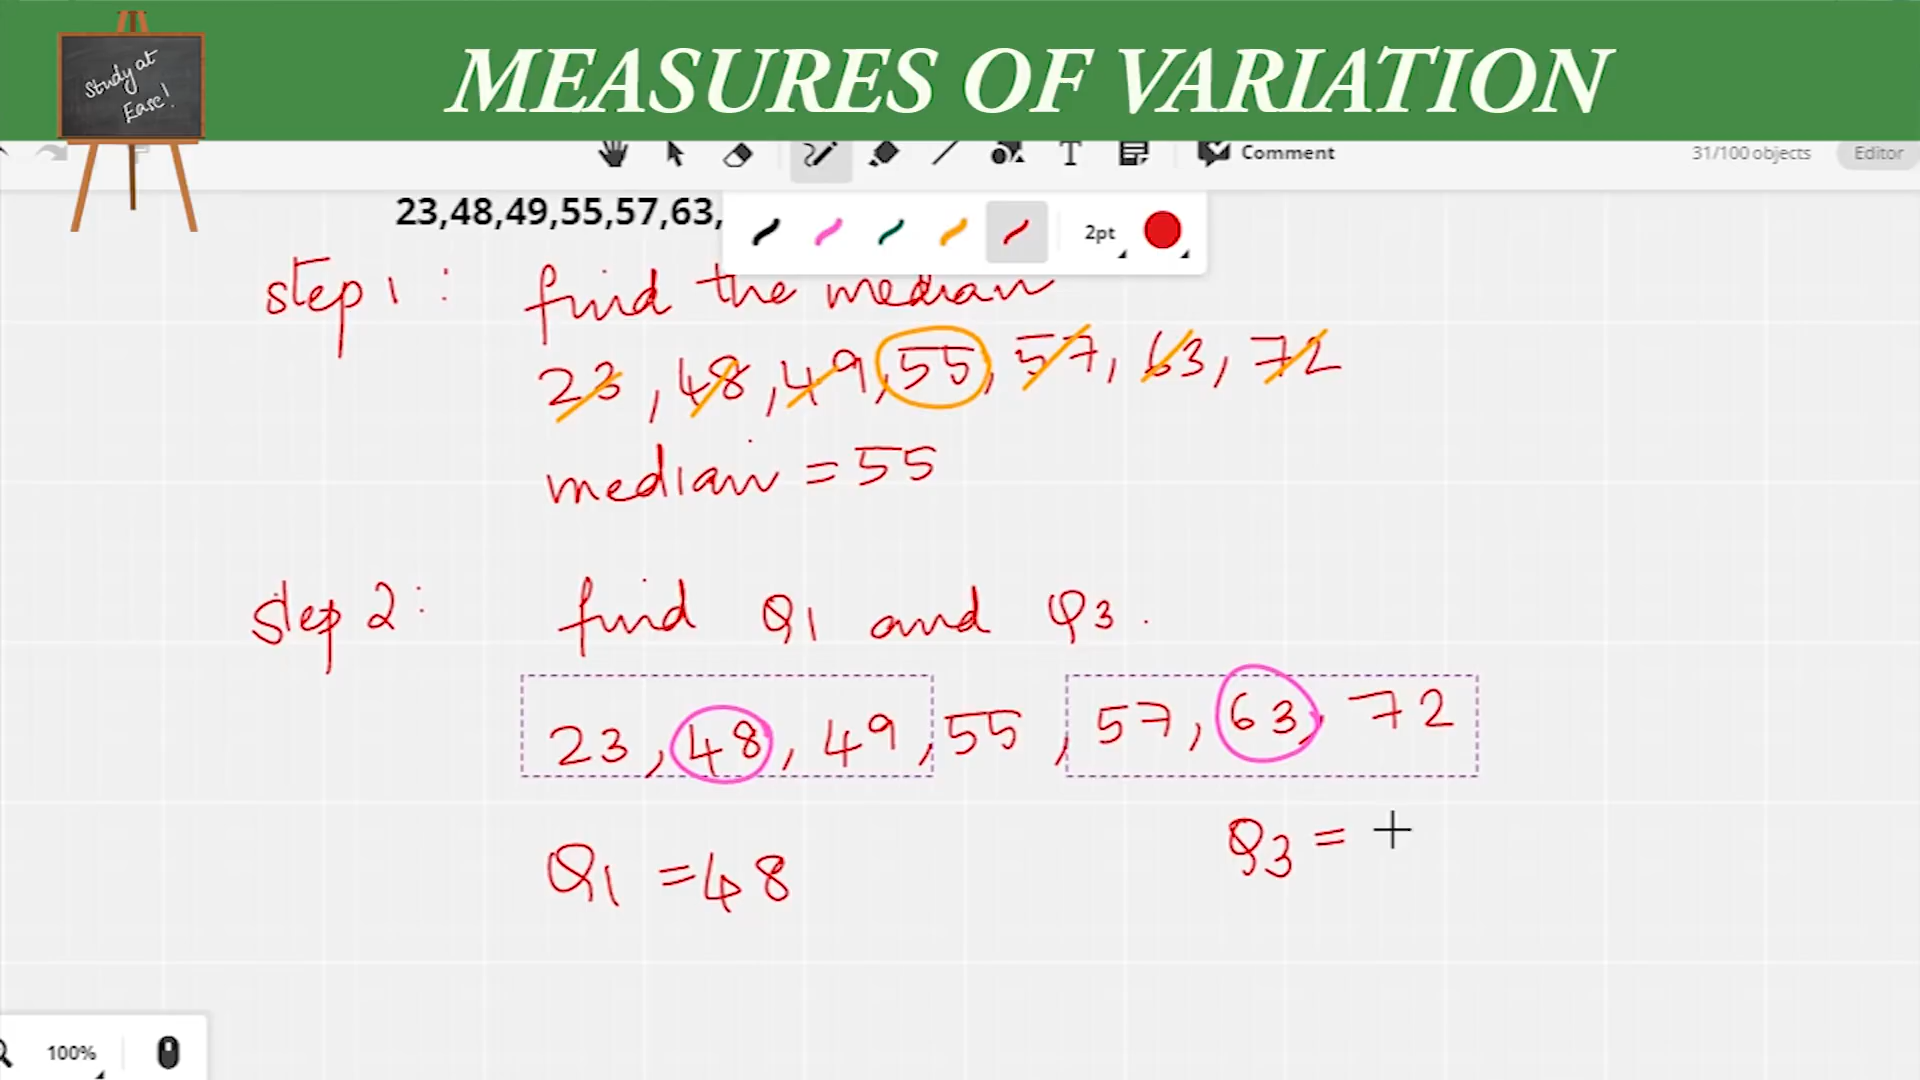 MEASURES OF VARIATION
Study at
Ease!
Comment
31/100 objects
Editor
23,48,49,55,57,63,
2pt
step 1 : find the median
23, 48, 49, 55, 57, 63, 72
median = 55
step 2: find Q1 and Q3.
23, 48, 49, 55, 57, 63, 72
Q1 = 48
Q3 =
100%